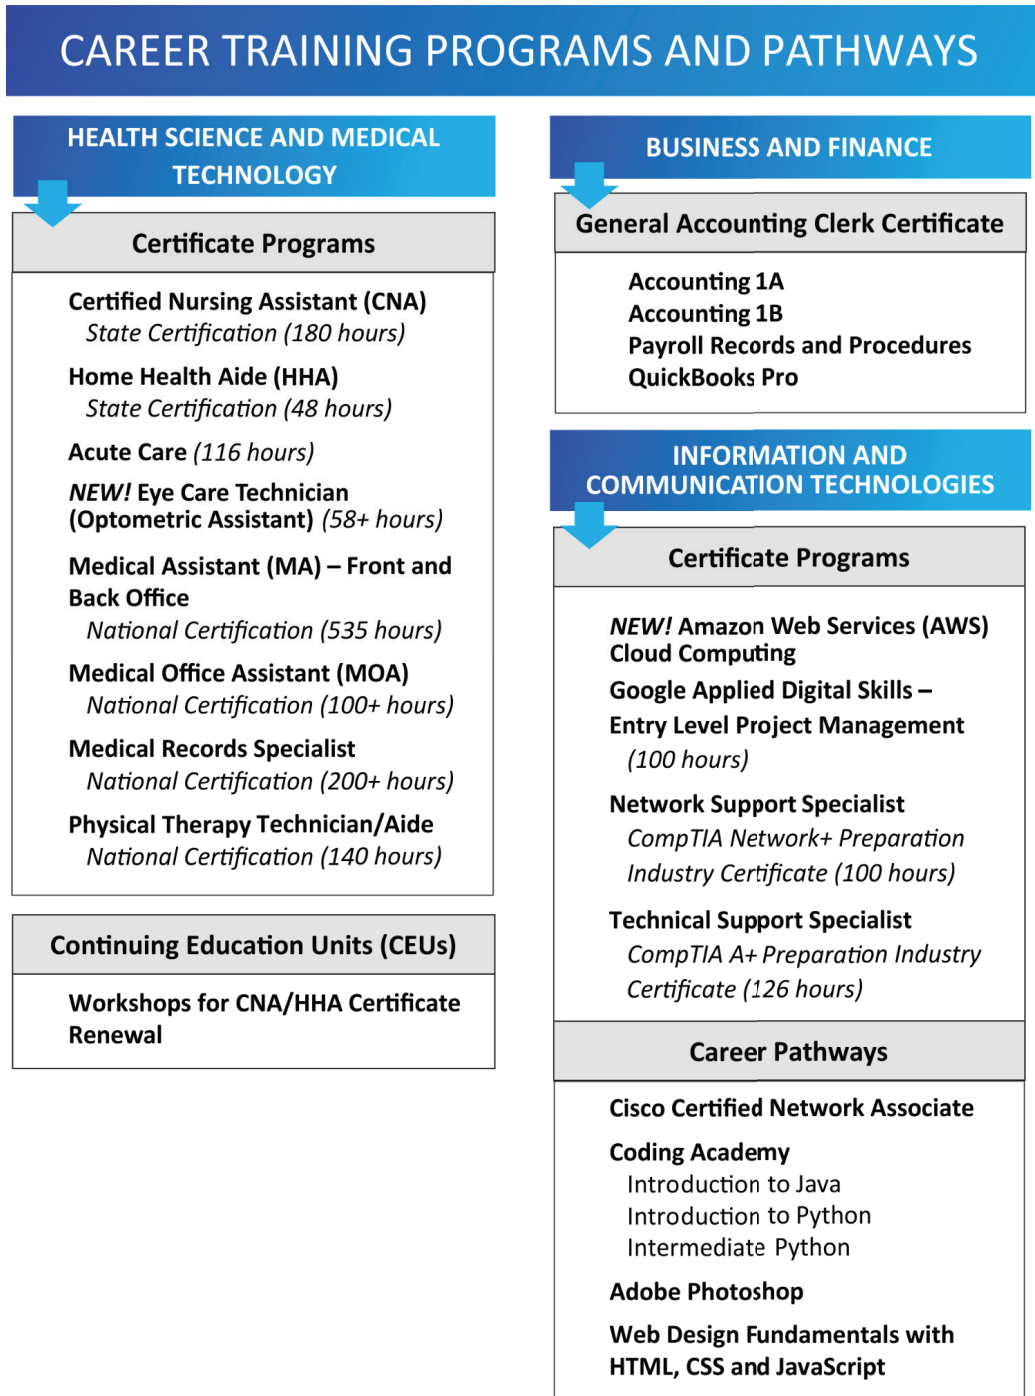 CAREER TRAINING PROGRAMS AND PATHWAYS
HEALTH SCIENCE AND MEDICAL
TECHNOLOGY
Certificate Programs
Certified Nursing Assistant (CNA)
State Certification (180 hours)
Home Health Aide (HHA)
State Certification (48 hours)
Acute Care (116 hours)
NEW! Eye Care Technician
(Optometric Assistant) (58+ hours)
Medical Assistant (MA) – Front and
Back Office
National Certification (535 hours)
Medical Office Assistant (MOA)
National Certification (100+ hours)
Medical Records Specialist
National Certification (200+ hours)
Physical Therapy Technician/Aide
National Certification (140 hours)
Continuing Education Units (CEUs)
Workshops for CNA/HHA Certificate
Renewal
BUSINESS AND FINANCE
General Accounting Clerk Certificate
Accounting 1A
Accounting 1B
Payroll Records and Procedures
QuickBooks Pro
INFORMATION AND
COMMUNICATION TECHNOLOGIES
Certificate Programs
NEW! Amazon Web Services (AWS)
Cloud Computing
Google Applied Digital Skills –
Entry Level Project Management
(100 hours)
Network Support Specialist
CompTIA Network+ Preparation
Industry Certificate (100 hours)
Technical Support Specialist
CompTIA A+ Preparation Industry
Certificate (126 hours)
Career Pathways
Cisco Certified Network Associate
Coding Academy
Introduction to Java
Introduction to Python
Intermediate Python
Adobe Photoshop
Web Design Fundamentals with
HTML, CSS and JavaScript